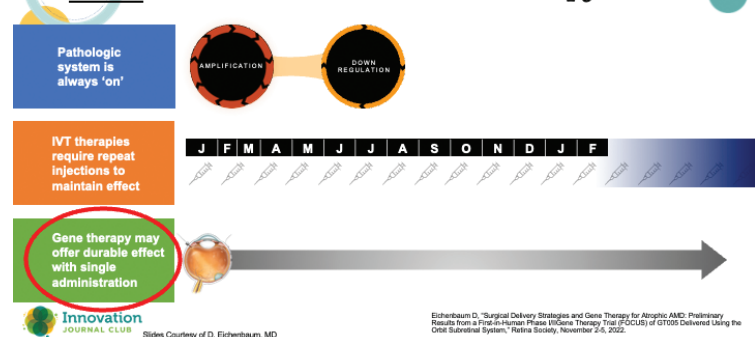 Pathologic
system is
always ‘on’
AMPLIFICATION
DOWN
REGULATION
IVT therapies
require repeat
injections to
maintain effect
J F M A M J J A S O N D J F
Gene therapy may
offer durable effect
with single
administration
Innovation
JOURNAL CLUB
Slides Courtesy of D. Eichenbaum, MD
Eichenbaum D, "Surgical Delivery Strategies and Gene Therapy for Atrophic AMD: Preliminary
Results from a First-in-Human Phase I/IIGene Therapy Trial (FOCUS) of GT005 Delivered Using the
Orbit Subretinal System," Retina Society, November 2-5, 2022.